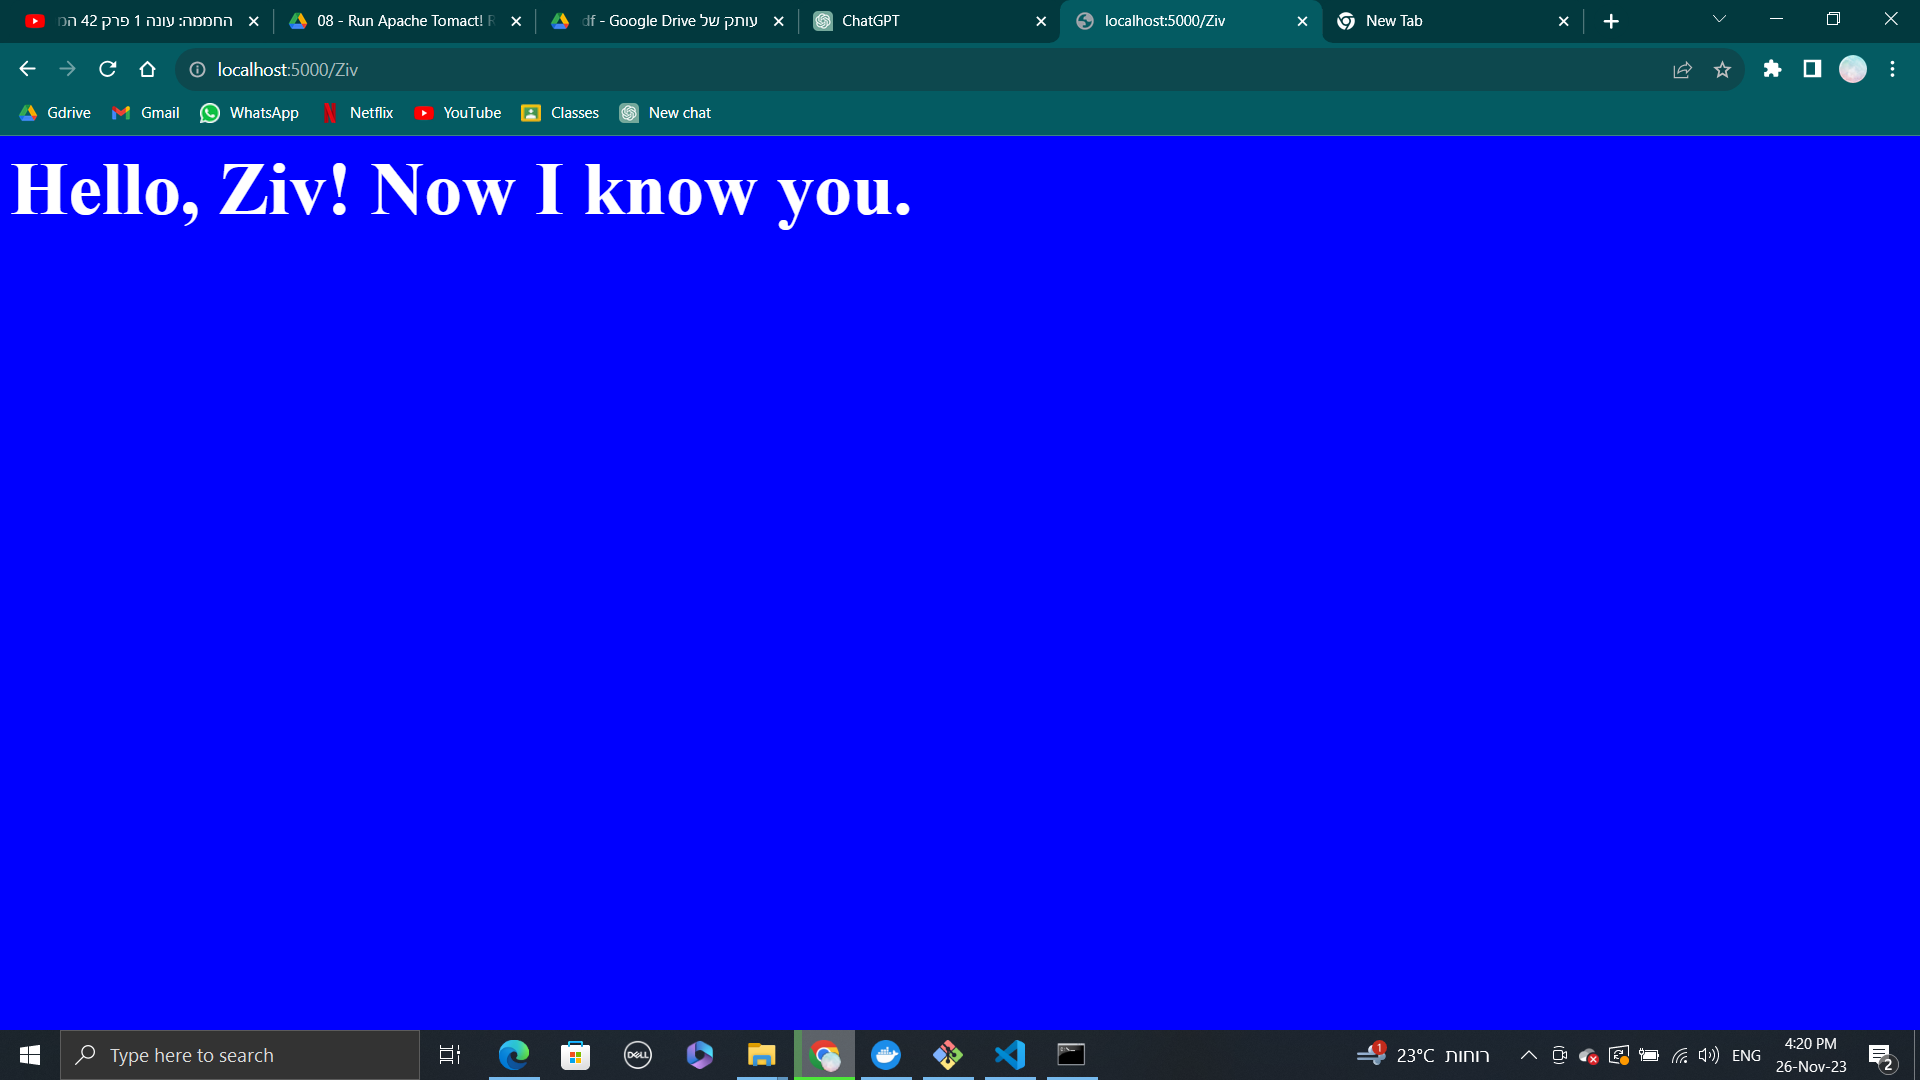 החממה: עונה 1 פרק 42 המ
08 - Run Apache Tomact! R
עותק של df - Google Drive
ChatGPT
localhost:5000/Ziv
New Tab
localhost:5000/Ziv
Gdrive
Gmail
WhatsApp
Netflix
YouTube
Classes
New chat
Hello, Ziv! Now I know you.
Type here to search
DELL
1
23°C רוחות
ENG
4:20 PM
26-Nov-23
2